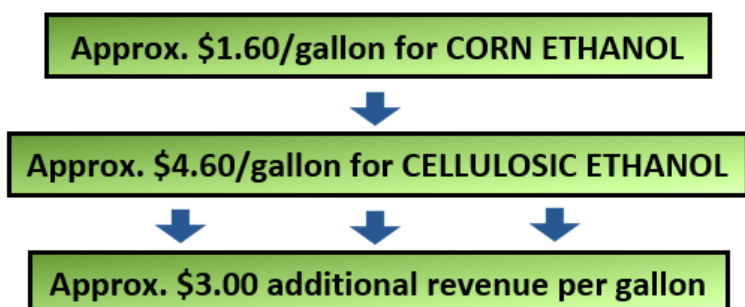 Approx. $1.60/gallon for CORN ETHANOL
Approx. $4.60/gallon for CELLULOSIC ETHANOL
Approx. $3.00 additional revenue per gallon